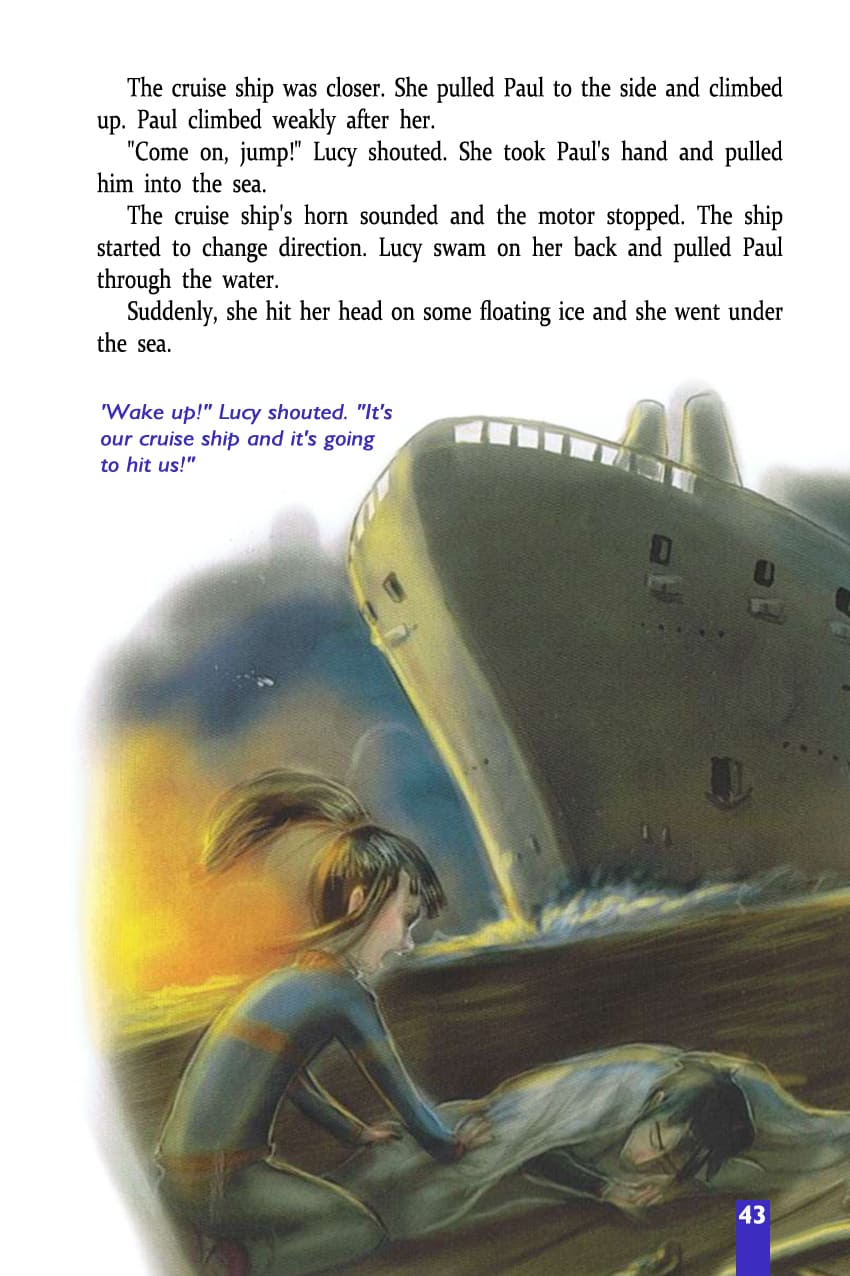 The cruise ship was closer. She pulled Paul to the side and climbed
up. Paul climbed weakly after her.
"Come on, jump!" Lucy shouted. She took Paul's hand and pulled
him into the sea.
The cruise ship's horn sounded and the motor stopped. The ship
started to change direction. Lucy swam on her back and pulled Paul
through the water.
Suddenly, she hit her head on some floating ice and she went under
the sea.
'Wake up!" Lucy shouted. "It's
our cruise ship and it's going
to hit us!"
43